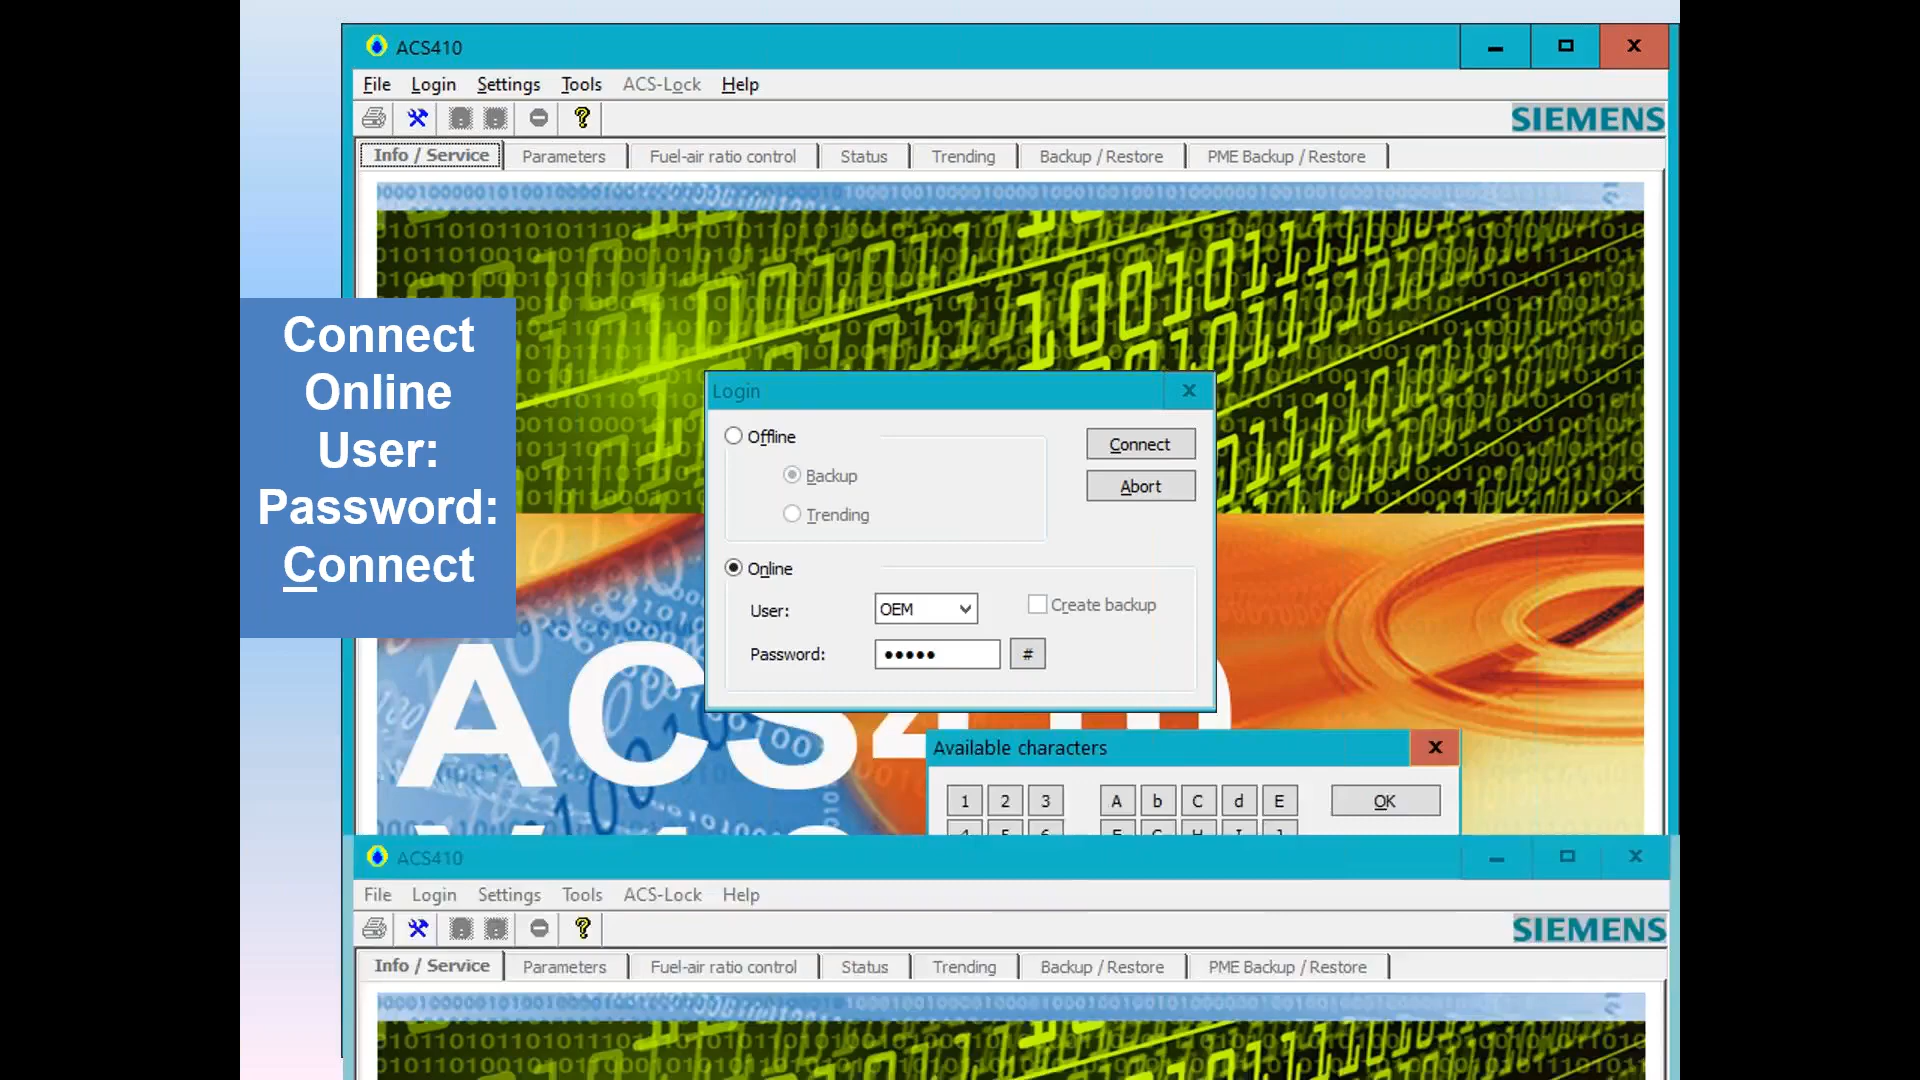 ACS410
File Login Settings Tools ACS-Lock Help
SIEMENS
Info / Service Parameters Fuel-air ratio control Status Trending Backup / Restore PME Backup / Restore
Connect
Online
User:
Password:
Connect
Login
Offline
Connect
Backup
Abort
Trending
Online
User: OEM Create backup
Password: ●●●●● #
ACS410
Available characters
1 2 3 A b C d E OK
ACS410
File Login Settings Tools ACS-Lock Help
SIEMENS
Info / Service Parameters Fuel-air ratio control Status Trending Backup / Restore PME Backup / Restore